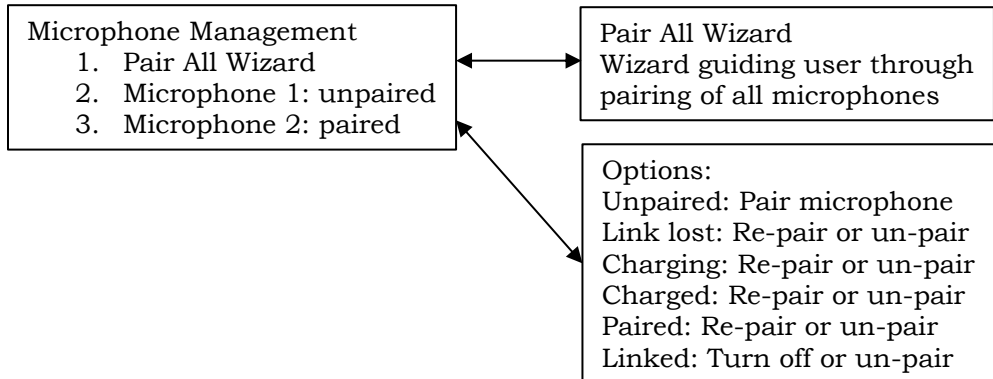 Microphone Management
1. Pair All Wizard
2. Microphone 1: unpaired
3. Microphone 2: paired
Pair All Wizard
Wizard guiding user through
pairing of all microphones
Options:
Unpaired: Pair microphone
Link lost: Re-pair or un-pair
Charging: Re-pair or un-pair
Charged: Re-pair or un-pair
Paired: Re-pair or un-pair
Linked: Turn off or un-pair